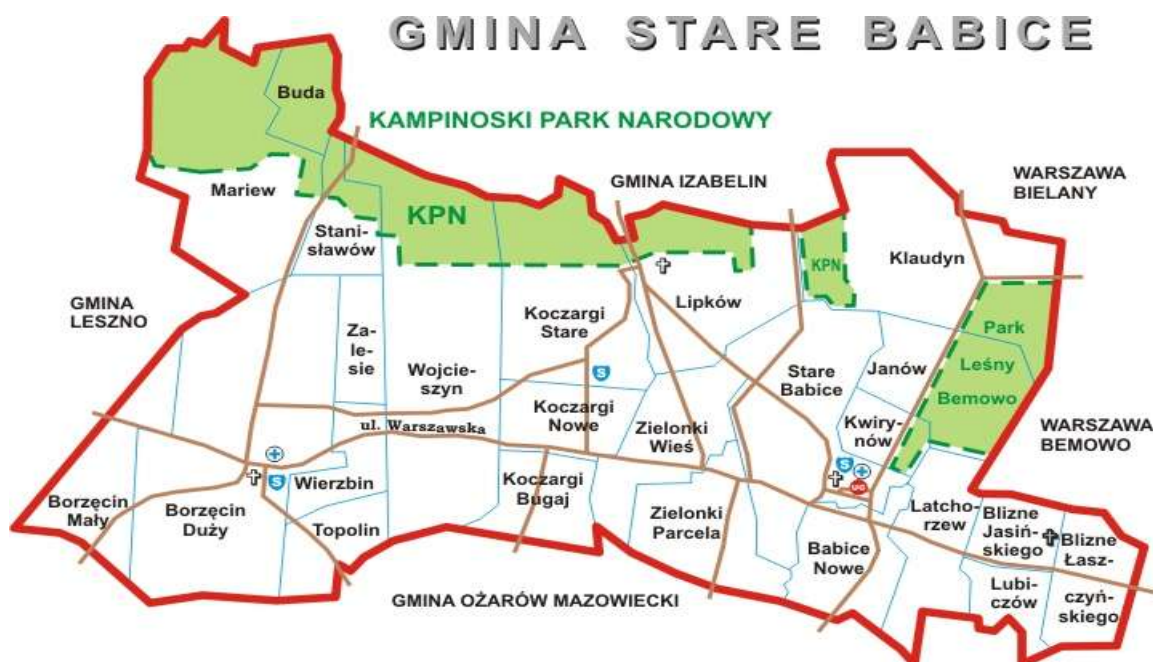 GMINA STARE BABICE
Buda
KAMPINOSKI PARK NARODOWY
Mariew
GMINA IZABELIN
WARSZAWA
BIELANY
KPN
Stani-
sławów
KPN
Klaudyn
GMINA
LESZNO
Lipków
Koczargi
Stare
Park
Leśny
Bemowo
Za-
le-
sie
Wojcie-
szyn
S
Stare
Babice
Janów
Koczargi
Nowe
ul. Warszawska
Zielonki
Wieś
Kwiry-
nów
WARSZAWA
BEMOWO
S
UG
Borzęcin
Mały
Borzęcin
Duży
S
Wierzbin
Topolin
Koczargi
Bugaj
Zielonki
Parcela
Babice
Nowe
Latcho-
rzew
Blizne
Jasiń-
skiego
Blizne
Łasz-
czyń-
skiego
Lubi-
czów
GMINA OŻARÓW MAZOWIECKI